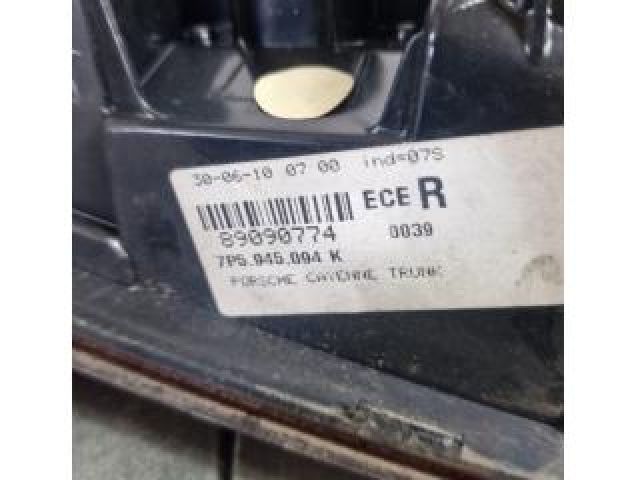 30-06-10 07 00 ind=07S
ECE R
89090774 0039
7P5.945.094 K
PORSCHE CAYENNE TRUNK